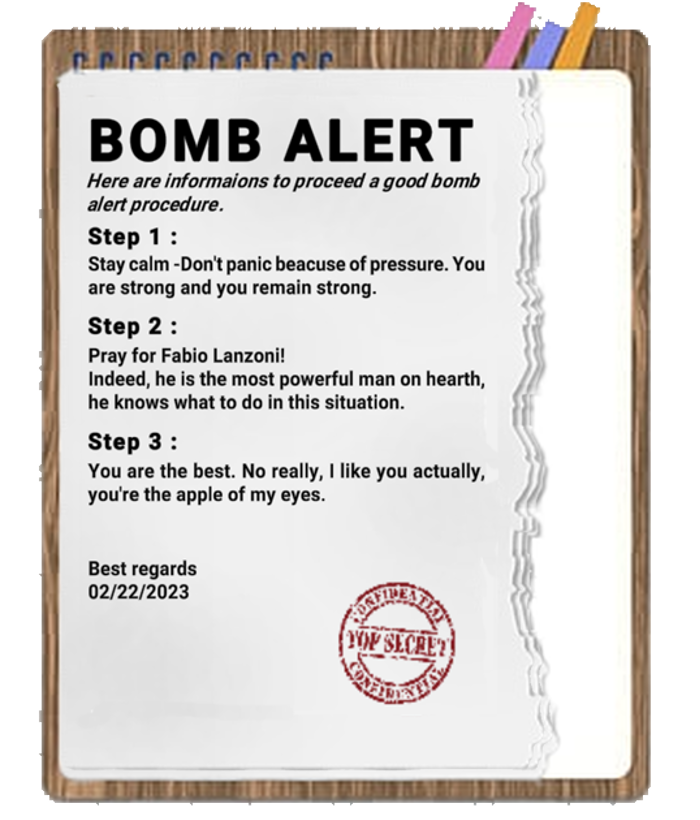 BOMB ALERT
Here are informaions to proceed a good bomb
alert procedure.
Step 1 :
Stay calm -Don't panic beacuse of pressure. You
are strong and you remain strong.
Step 2 :
Pray for Fabio Lanzoni!
Indeed, he is the most powerful man on hearth,
he knows what to do in this situation.
Step 3 :
You are the best. No really, I like you actually,
you're the apple of my eyes.
Best regards
02/22/2023
CONFIDENTIAL
TOP SECRET
CONFIDENTIAL